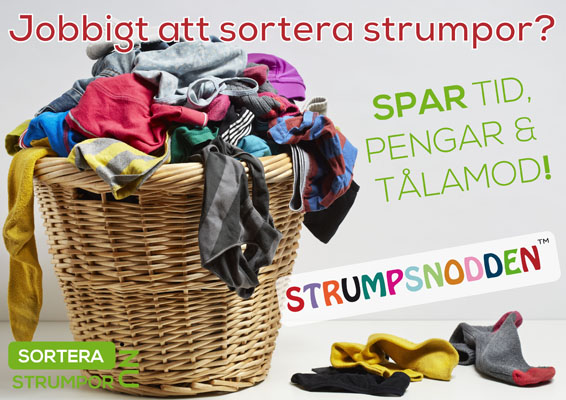 Jobbigt att sortera strumpor?
SPAR TID,
PENGAR &
TÅLAMOD!
STRUMPSNODDEN™
SORTERA
STRUMPOR NU